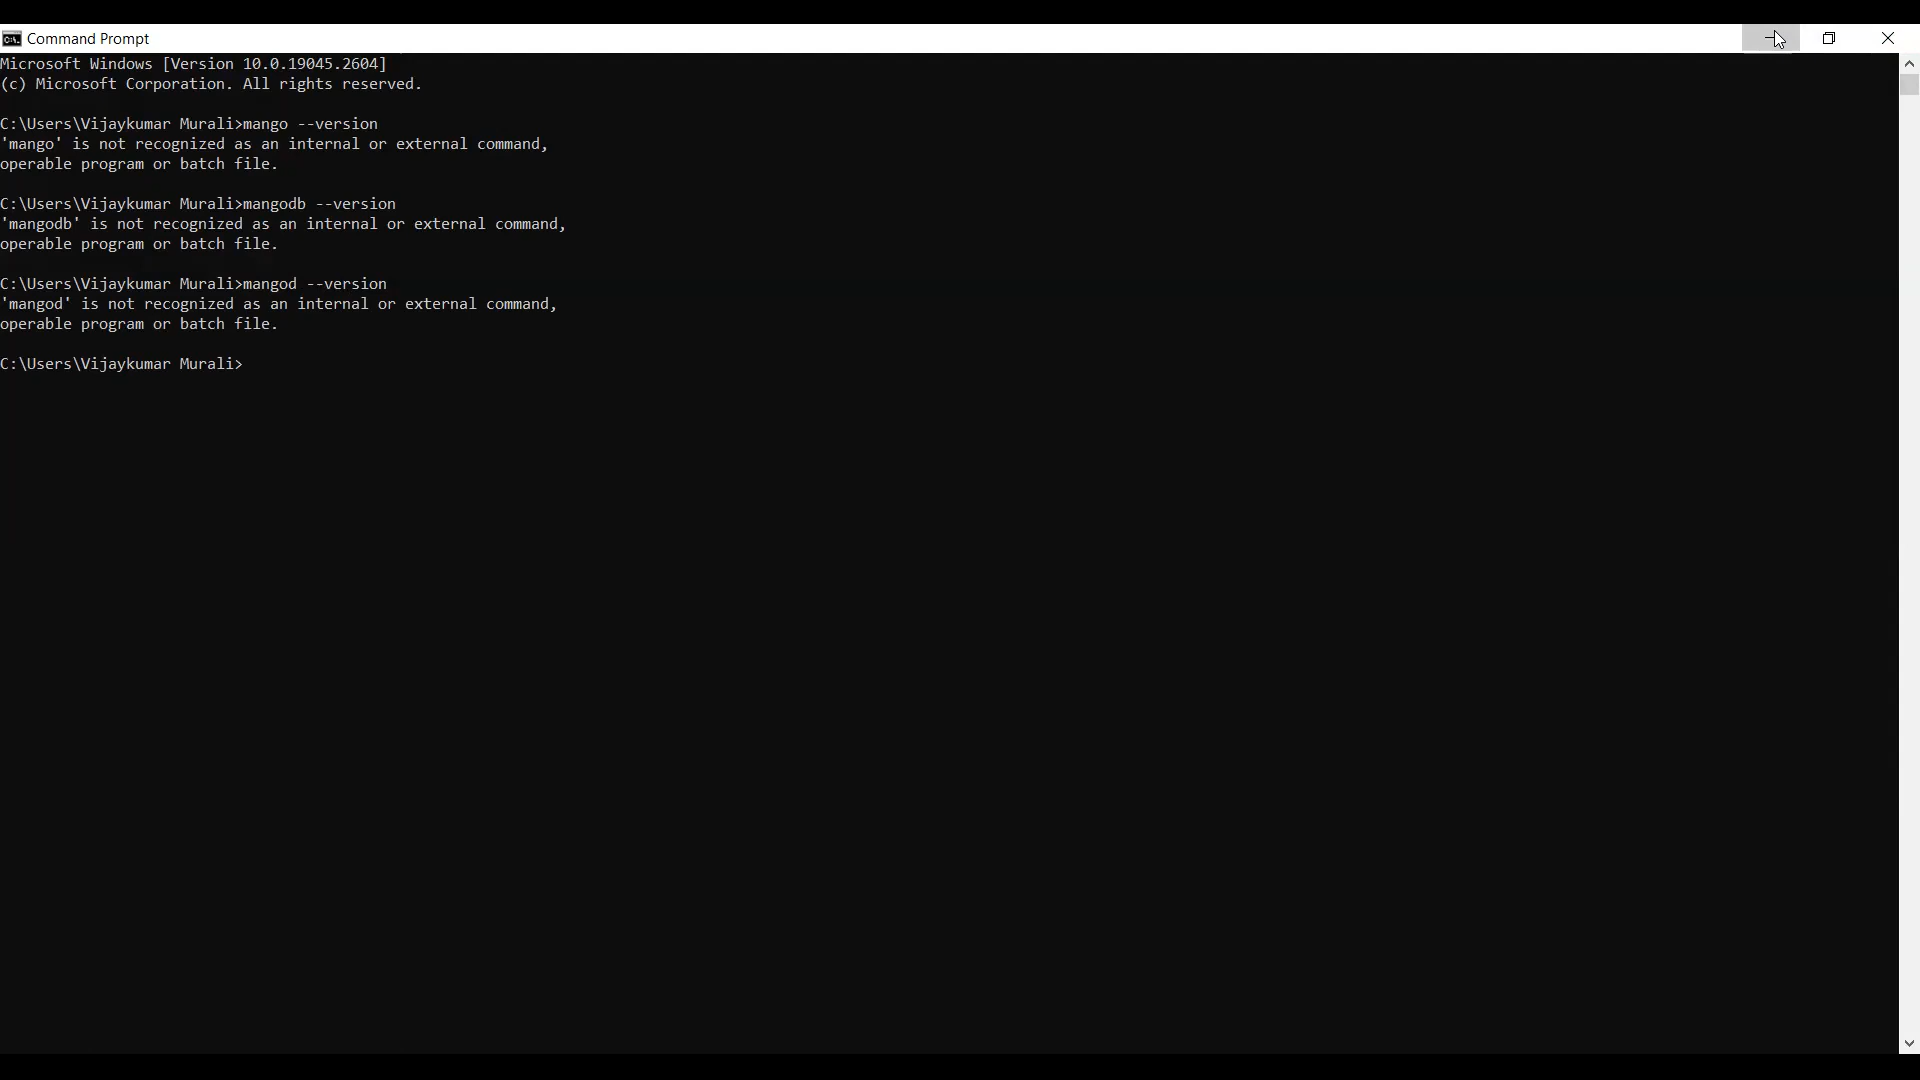 Command Prompt
Microsoft Windows [Version 10.0.19045.2604]
(c) Microsoft Corporation. All rights reserved.
C:\Users\Vijaykumar Murali>mango --version
'mango' is not recognized as an internal or external command,
operable program or batch file.
C:\Users\Vijaykumar Murali>mangodb --version
'mangodb' is not recognized as an internal or external command,
operable program or batch file.
C:\Users\Vijaykumar Murali>mangod --version
'mangod' is not recognized as an internal or external command,
operable program or batch file.
C:\Users\Vijaykumar Murali>